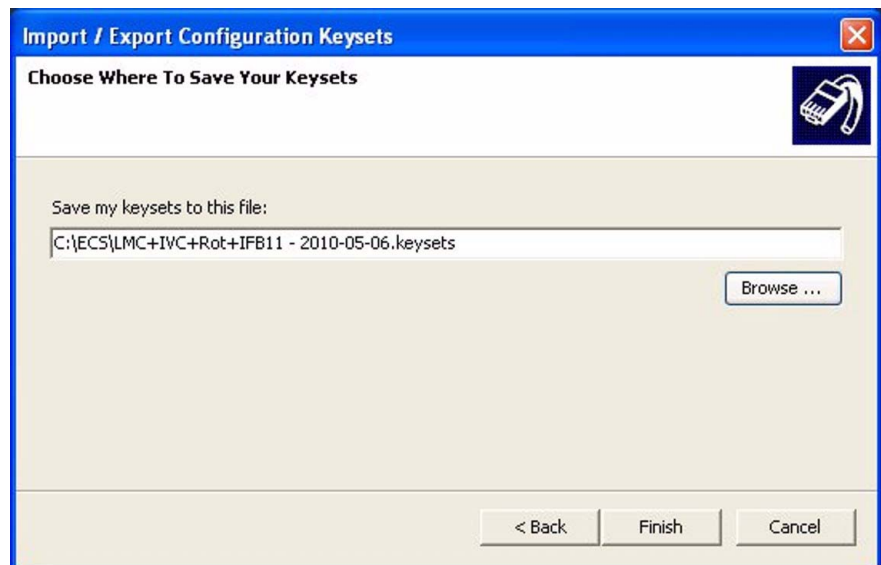 Import / Export Configuration Keysets
Choose Where To Save Your Keysets
Save my keysets to this file:
C:\ECS\LMC+IVC+Rot+IFB11 - 2010-05-06.keysets
Browse ...
< Back
Finish
Cancel